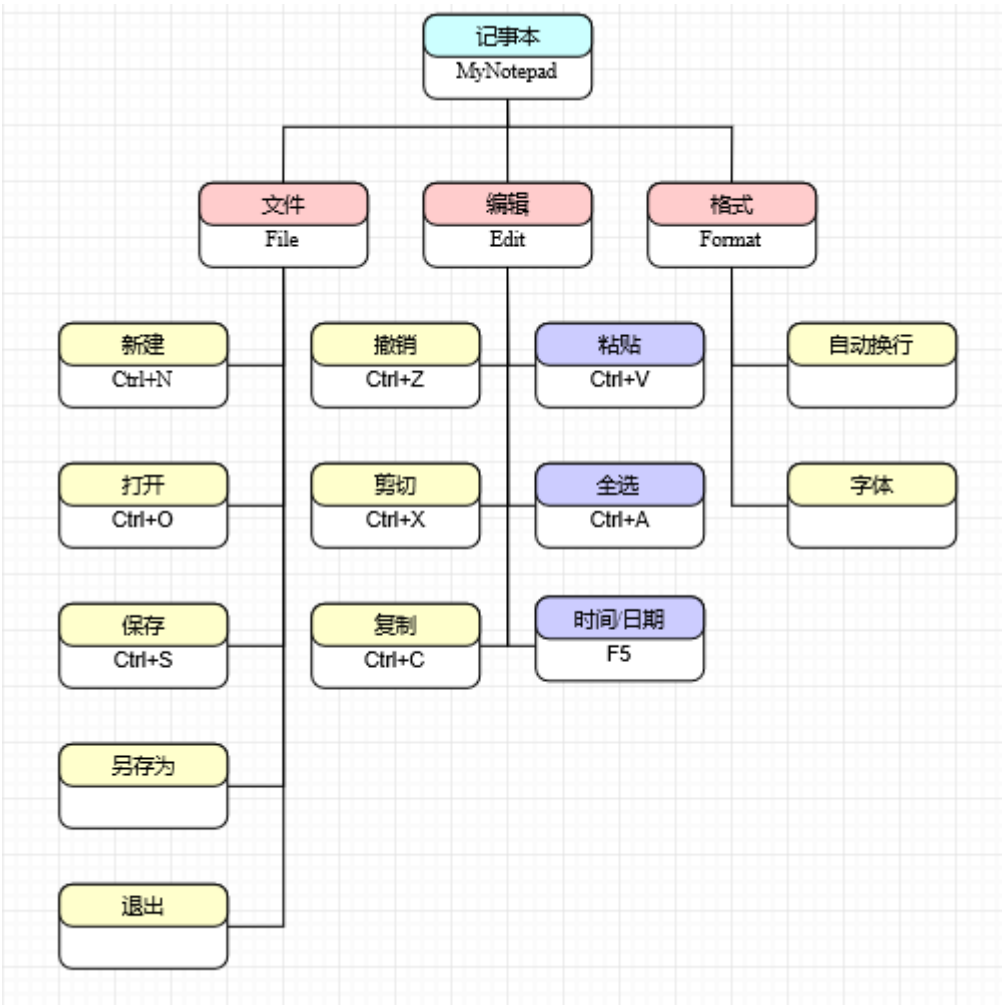 记事本
MyNotepad
文件
File
编辑
Edit
格式
Format
新建
Ctrl+N
撤销
Ctrl+Z
粘贴
Ctrl+V
自动换行
打开
Ctrl+O
剪切
Ctrl+X
全选
Ctrl+A
字体
保存
Ctrl+S
复制
Ctrl+C
时间/日期
F5
另存为
退出